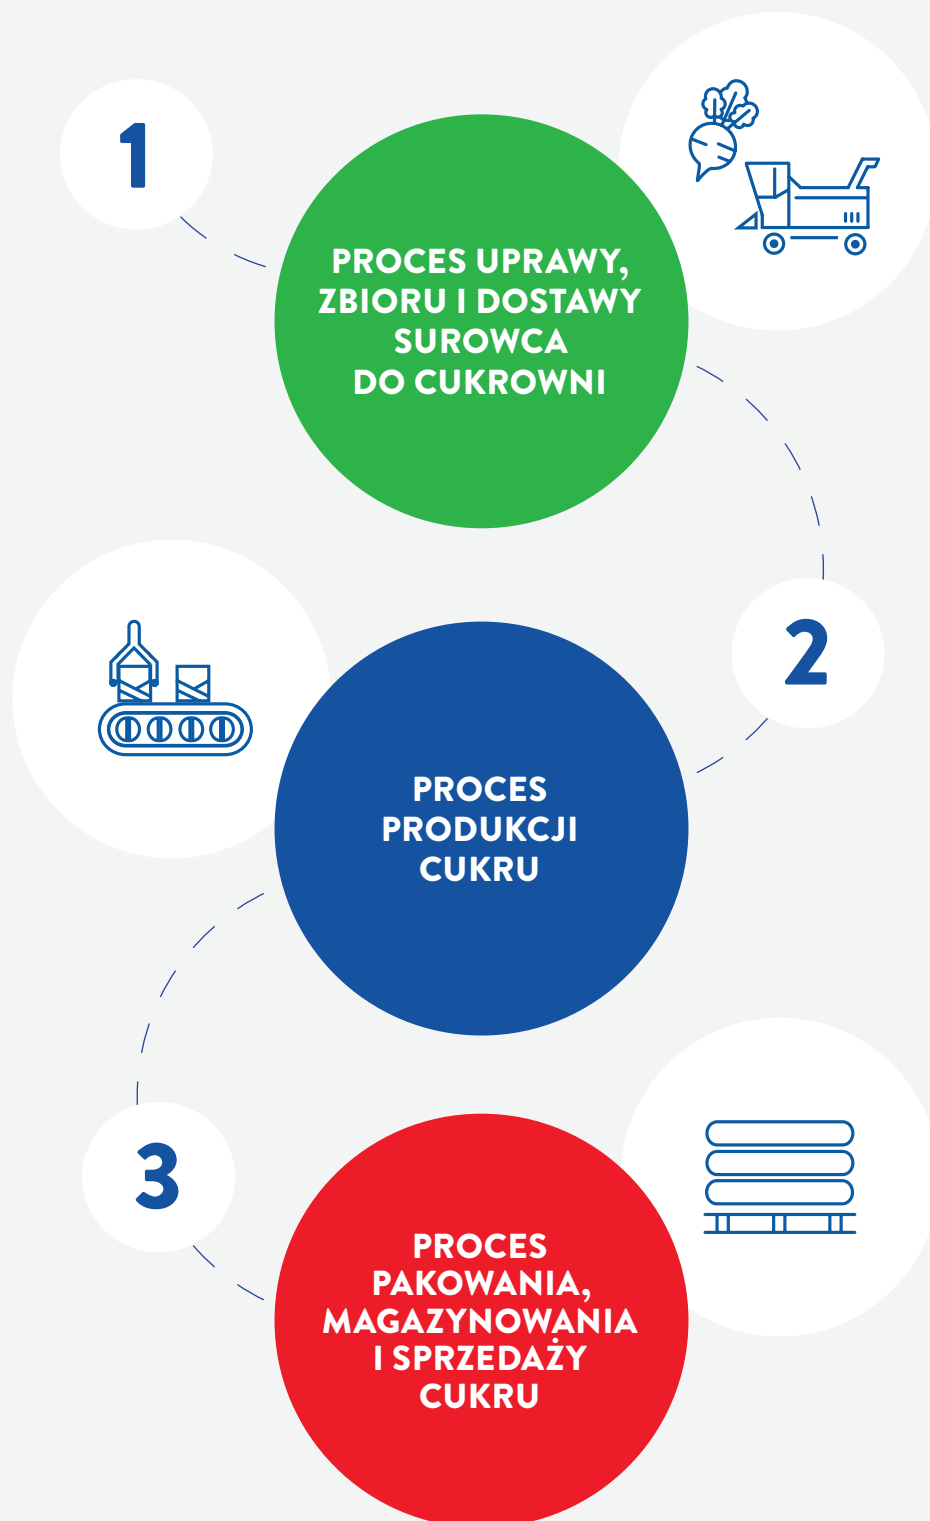 1
PROCES UPRAWY,
ZBIORU I DOSTAWY
SUROWCA
DO CUKROWNI
2
PROCES
PRODUKCJI
CUKRU
3
PROCES
PAKOWANIA,
MAGAZYNOWANIA
I SPRZEDAŻY
CUKRU